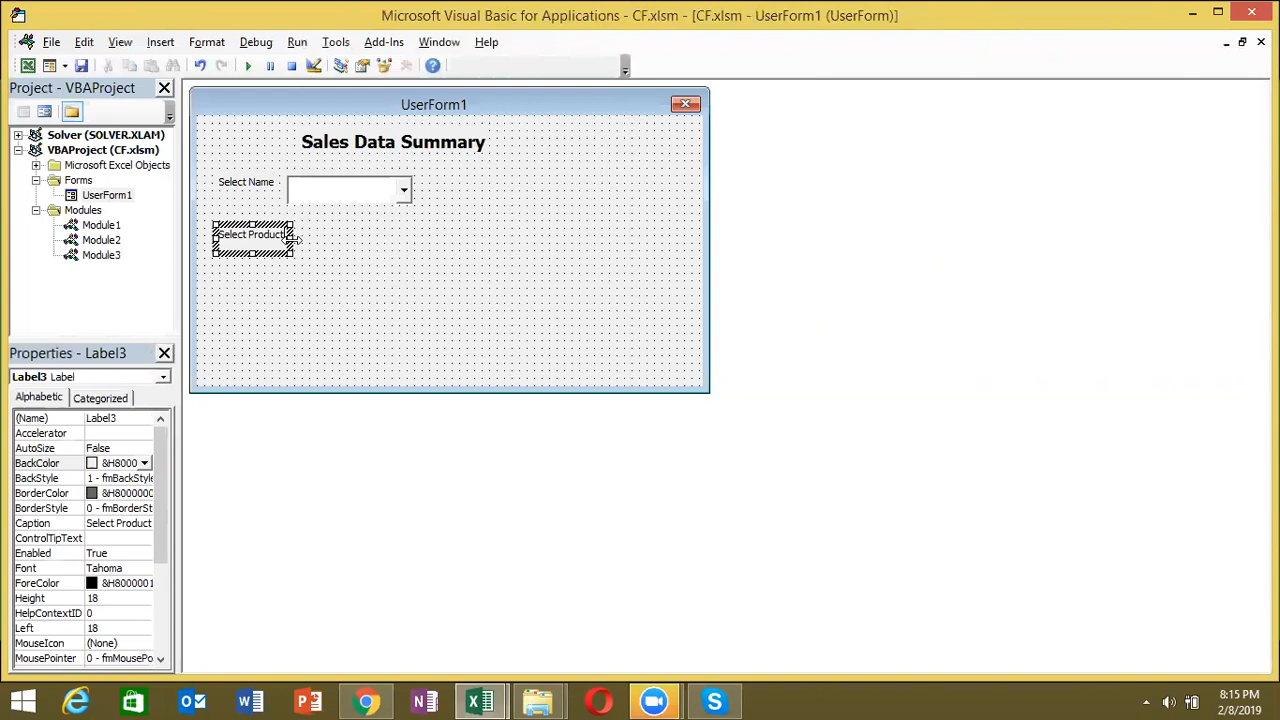 Microsoft Visual Basic for Applications - CF.xlsm - [CF.xlsm - UserForm1 (UserForm)]
File Edit View Insert Format Debug Run Tools Add-Ins Window Help
Project - VBAProject
Solver (SOLVER.XLAM)
VBAProject (CF.xlsm)
Microsoft Excel Objects
Forms
UserForm1
Modules
Module1
Module2
Module3
UserForm1
Sales Data Summary
Select Name
Select Product
Properties - Label3
Label3 Label
Alphabetic Categorized
(Name) Label3
Accelerator
AutoSize False
BackColor &H8000
BackStyle 1 - fmBackStyle
BorderColor &H8000000
BorderStyle 0 - fmBorderSt
Caption Select Product
ControlTipText
Enabled True
Font Tahoma
ForeColor &H8000001
Height 18
HelpContextID 0
Left 18
MouseIcon (None)
MousePointer 0 - fmMousePo
8:15 PM
2/8/2019